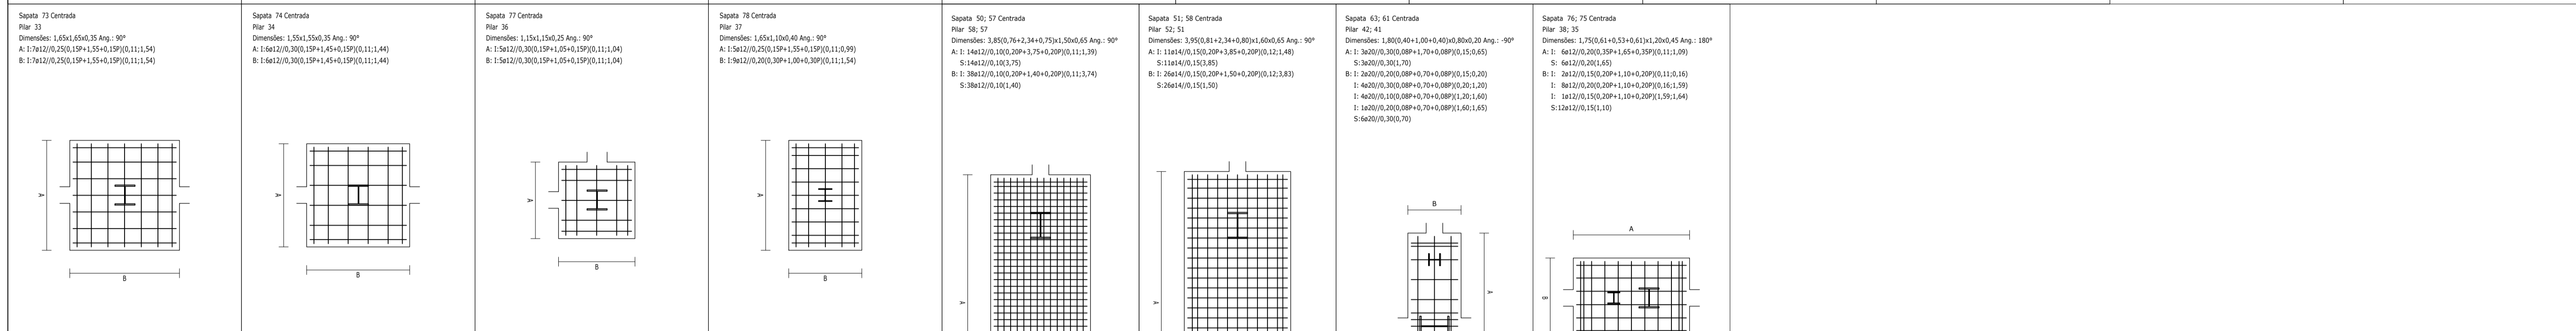 Sapata 73 Centrada
Pilar 33
Dimensões: 1,65x1,65x0,35 Ang.: 90°
A: I:7ø12//0,25(0,15P+1,55+0,15P)(0,11;1,54)
B: I:7ø12//0,25(0,15P+1,55+0,15P)(0,11;1,54)
A
B
Sapata 74 Centrada
Pilar 34
Dimensões: 1,55x1,55x0,35 Ang.: 90°
A: I:6ø12//0,30(0,15P+1,45+0,15P)(0,11;1,44)
B: I:6ø12//0,30(0,15P+1,45+0,15P)(0,11;1,44)
A
B
Sapata 77 Centrada
Pilar 36
Dimensões: 1,15x1,15x0,25 Ang.: 90°
A: I:5ø12//0,30(0,15P+1,05+0,15P)(0,11;1,04)
B: I:5ø12//0,30(0,15P+1,05+0,15P)(0,11;1,04)
A
B
Sapata 78 Centrada
Pilar 37
Dimensões: 1,65x1,10x0,40 Ang.: 90°
A: I:5ø12//0,25(0,15P+1,55+0,15P)(0,11;0,99)
B: I:9ø12//0,20(0,30P+1,00+0,30P)(0,11;1,54)
A
B
Sapata 50; 57 Centrada
Pilar 58; 57
Dimensões: 3,85(0,76+2,34+0,75)x1,50x0,65 Ang.: 90°
A: I: 14ø12//0,10(0,20P+3,75+0,20P)(0,11;1,39)
S:14ø12//0,10(3,75)
B: I: 38ø12//0,10(0,20P+1,40+0,20P)(0,11;3,74)
S:38ø12//0,10(1,40)
A
Sapata 51; 58 Centrada
Pilar 52; 51
Dimensões: 3,95(0,81+2,34+0,80)x1,60x0,65 Ang.: 90°
A: I: 11ø14//0,15(0,20P+3,85+0,20P)(0,12;1,48)
S:11ø14//0,15(3,85)
B: I: 26ø14//0,15(0,20P+1,50+0,20P)(0,12;3,83)
S:26ø14//0,15(1,50)
A
Sapata 63; 61 Centrada
Pilar 42; 41
Dimensões: 1,80(0,40+1,00+0,40)x0,80x0,20 Ang.: -90°
A: I: 3ø20//0,30(0,08P+1,70+0,08P)(0,15;0,65)
S:3ø20//0,30(1,70)
B: I: 2ø20//0,20(0,08P+0,70+0,08P)(0,15;0,20)
I: 4ø20//0,30(0,08P+0,70+0,08P)(0,20;1,20)
I: 4ø20//0,10(0,08P+0,70+0,08P)(1,20;1,60)
I: 1ø20//0,20(0,08P+0,70+0,08P)(1,60;1,65)
S:6ø20//0,30(0,70)
B
A
Sapata 76; 75 Centrada
Pilar 38; 35
Dimensões: 1,75(0,61+0,53+0,61)x1,20x0,45 Ang.: 180°
A: I: 6ø12//0,20(0,35P+1,65+0,35P)(0,11;1,09)
S: 6ø12//0,20(1,65)
B: I: 2ø12//0,15(0,20P+1,10+0,20P)(0,11;0,16)
I: 8ø12//0,20(0,20P+1,10+0,20P)(0,16;1,59)
I: 1ø12//0,15(0,20P+1,10+0,20P)(1,59;1,64)
S:12ø12//0,15(1,10)
A
B